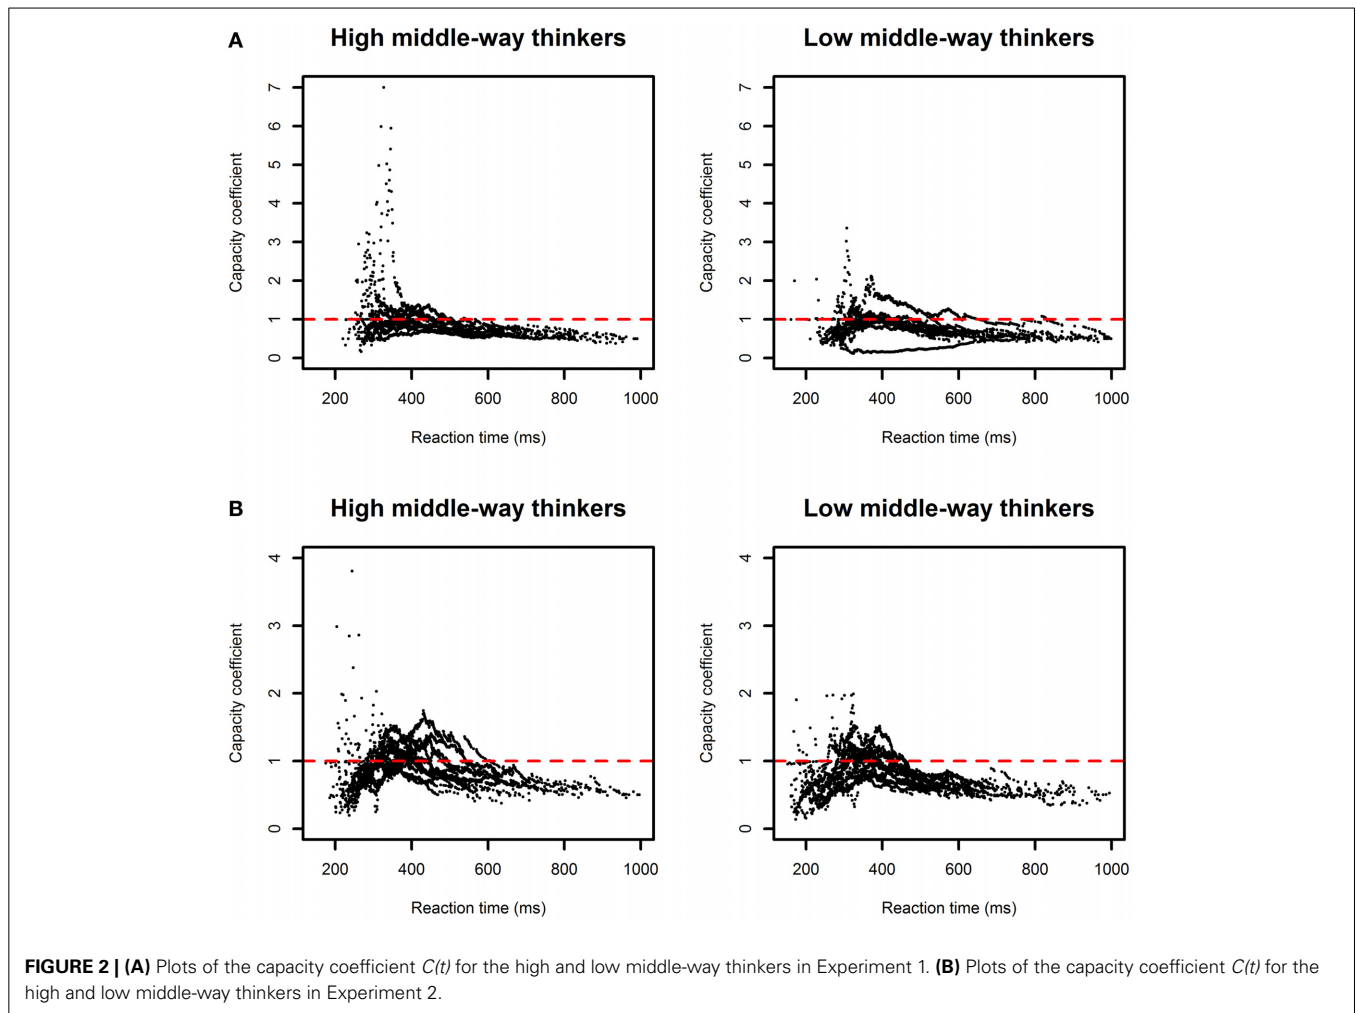 A
High middle-way thinkers
Low middle-way thinkers
Capacity coefficient
7
6
5
4
3
2
1
0
200 400 600 800 1000
Reaction time (ms)
Capacity coefficient
7
6
5
4
3
2
1
0
200 400 600 800 1000
Reaction time (ms)
B
High middle-way thinkers
Low middle-way thinkers
Capacity coefficient
4
3
2
1
0
200 400 600 800 1000
Reaction time (ms)
Capacity coefficient
4
3
2
1
0
200 400 600 800 1000
Reaction time (ms)
FIGURE 2 | (A) Plots of the capacity coefficient C(t) for the high and low middle-way thinkers in Experiment 1. (B) Plots of the capacity coefficient C(t) for the
high and low middle-way thinkers in Experiment 2.